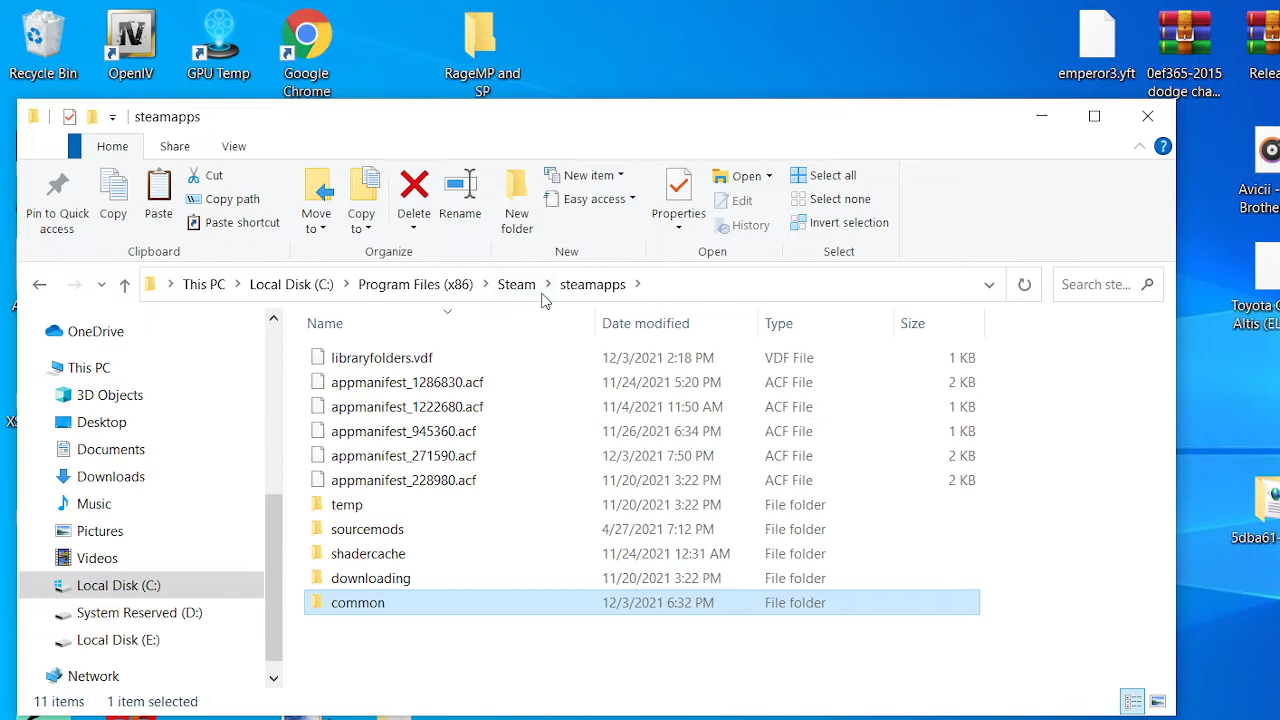 Recycle Bin
OpenIV
GPU Temp
Google
Chrome
RageMP and
SP
emperor3.yft
0ef365-2015
dodge cha...
steamapps
Home
Share
View
?
Pin to Quick
access
Copy
Paste
Cut
Copy path
Paste shortcut
Clipboard
Move
to
Copy
to
Delete
Rename
Organize
New
folder
New item
Easy access
New
Properties
Open
Edit
History
Open
Select all
Select none
Invert selection
Select
This PC
Local Disk (C:)
Program Files (x86)
Steam
steamapps
Search ste...
OneDrive
This PC
3D Objects
Desktop
Documents
Downloads
Music
Pictures
Videos
Local Disk (C:)
System Reserved (D:)
Local Disk (E:)
Network
Name Date modified Type Size
libraryfolders.vdf 12/3/2021 2:18 PM VDF File 1 KB
appmanifest_1286830.acf 11/24/2021 5:20 PM ACF File 2 KB
appmanifest_1222680.acf 11/4/2021 11:50 AM ACF File 1 KB
appmanifest_945360.acf 11/26/2021 6:34 PM ACF File 1 KB
appmanifest_271590.acf 12/3/2021 7:50 PM ACF File 2 KB
appmanifest_228980.acf 11/20/2021 3:22 PM ACF File 2 KB
temp 11/20/2021 3:22 PM File folder
sourcemods 4/27/2021 7:12 PM File folder
shadercache 11/24/2021 12:31 AM File folder
downloading 11/20/2021 3:22 PM File folder
common 12/3/2021 6:32 PM File folder
11 items
1 item selected
Avicii -
Brothe
Toyota C
Altis (EL
5dba61-